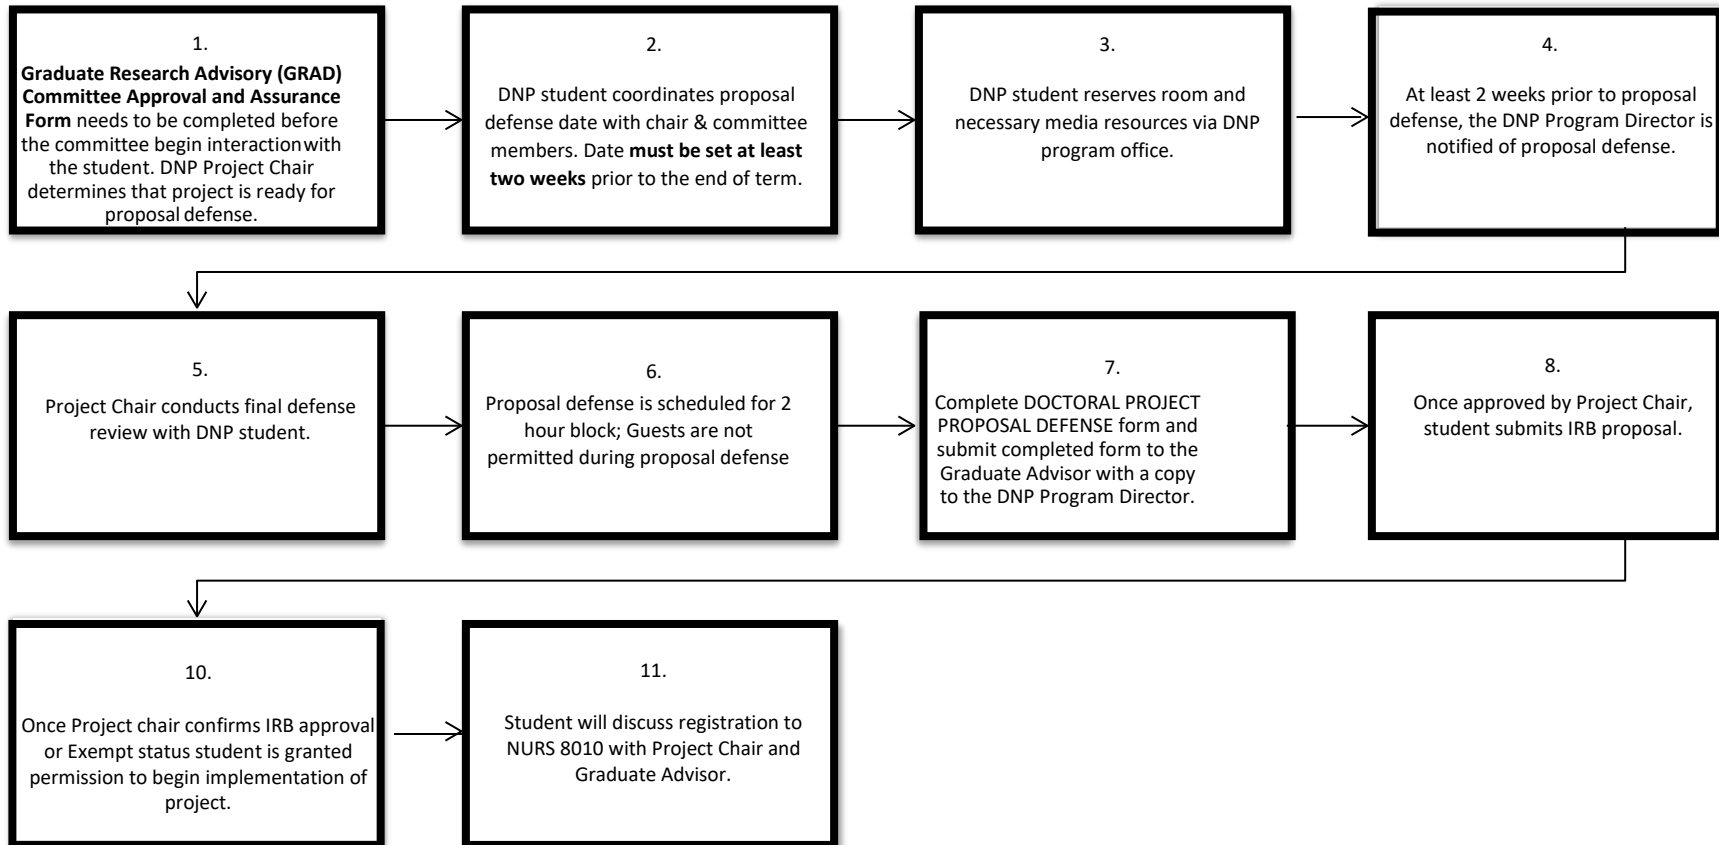 1.
Graduate Research Advisory (GRAD)
Committee Approval and Assurance
Form needs to be completed before
the committee begin interaction with
the student. DNP Project Chair
determines that project is ready for
proposal defense.
2.
DNP student coordinates proposal
defense date with chair & committee
members. Date must be set at least
two weeks prior to the end of term.
3.
DNP student reserves room and
necessary media resources via DNP
program office.
4.
At least 2 weeks prior to proposal
defense, the DNP Program Director is
notified of proposal defense.
5.
Project Chair conducts final defense
review with DNP student.
6.
Proposal defense is scheduled for 2
hour block; Guests are not
permitted during proposal defense
7.
Complete DOCTORAL PROJECT
PROPOSAL DEFENSE form and
submit completed form to the
Graduate Advisor with a copy
to the DNP Program Director.
8.
Once approved by Project Chair,
student submits IRB proposal.
10.
Once Project chair confirms IRB approval
or Exempt status student is granted
permission to begin implementation of
project.
11.
Student will discuss registration to
NURS 8010 with Project Chair and
Graduate Advisor.